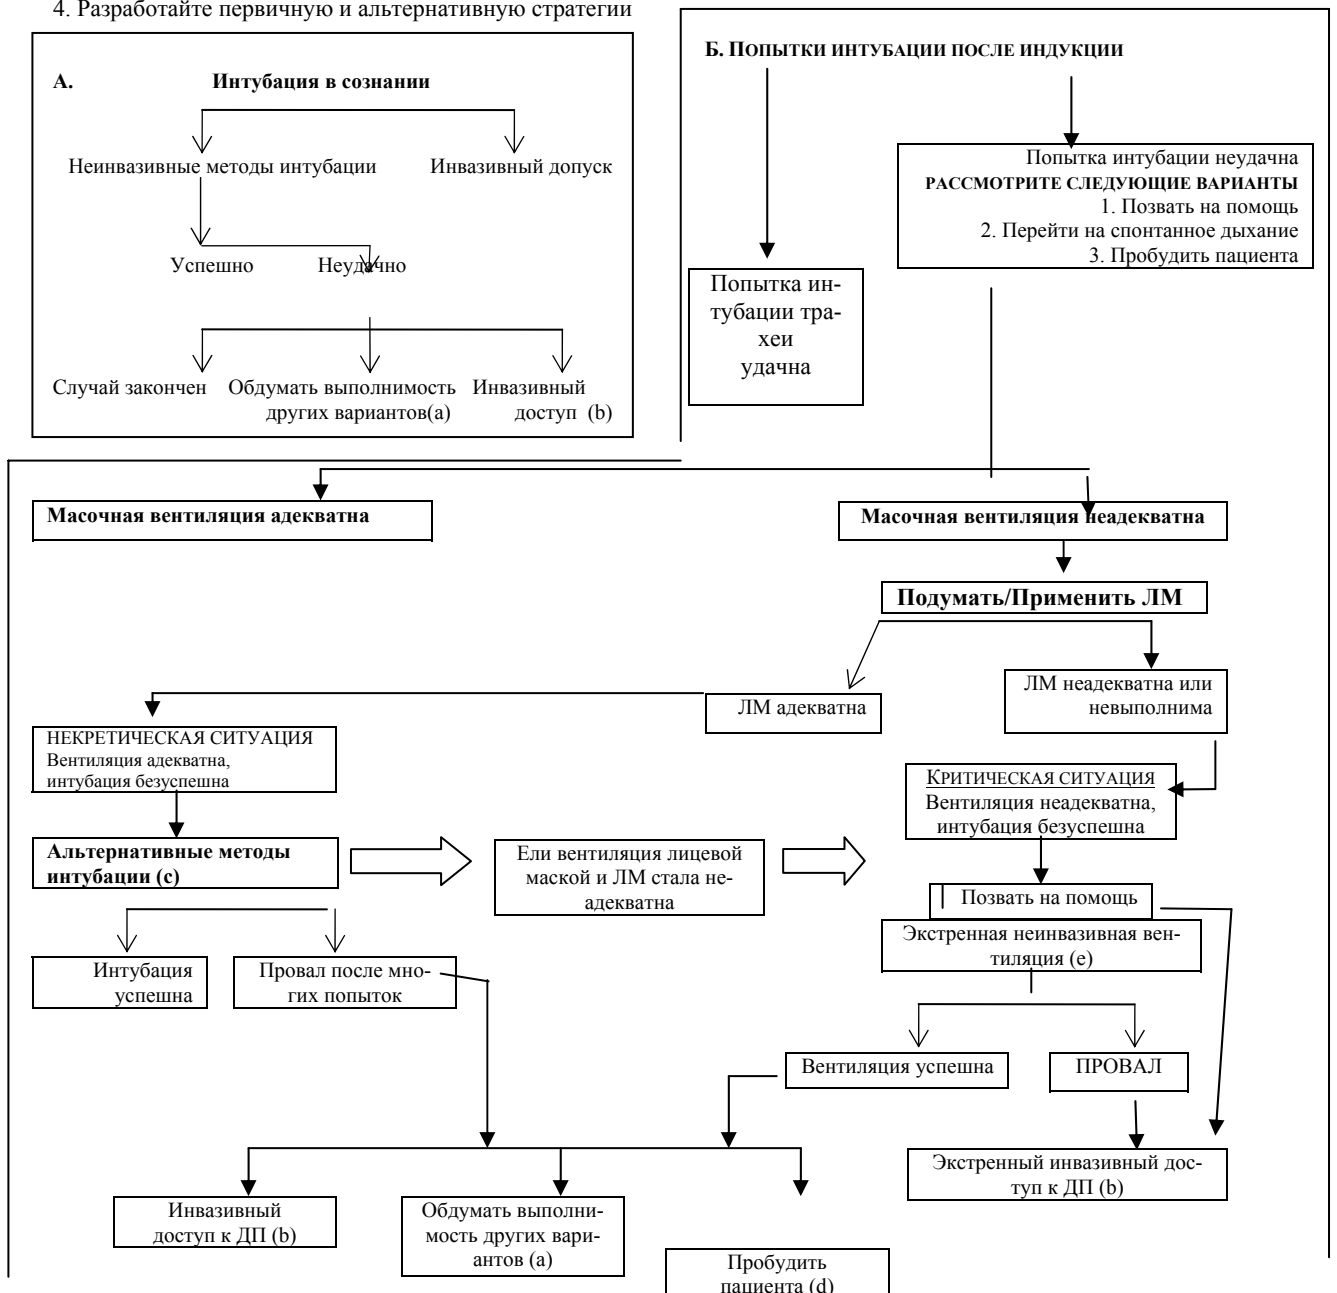 4. Разработайте первичную и альтернативную стратегии
А. Интубация в сознании
Неинвазивные методы интубации
Инвазивный допуск
Успешно
Неудачно
Случай закончен
Обдумать выполнимость
других вариантов(a)
Инвазивный
доступ (b)
Б. ПОПЫТКИ ИНТУБАЦИИ ПОСЛЕ ИНДУКЦИИ
Попытка интубации неудачна
РАССМОТРИТЕ СЛЕДУЮЩИЕ ВАРИАНТЫ
1. Позвать на помощь
2. Перейти на спонтанное дыхание
3. Пробудить пациента
Попытка ин-
тубации тра-
хеи
удачна
Масочная вентиляция адекватна
Масочная вентиляция неадекватна
Подумать/Применить ЛМ
ЛМ адекватна
ЛМ неадекватна или
невыполнима
НЕКРЕТИЧЕСКАЯ СИТУАЦИЯ
Вентиляция адекватна,
интубация безуспешна
КРИТИЧЕСКАЯ СИТУАЦИЯ
Вентиляция неадекватна,
интубация безуспешна
Альтернативные методы
интубации (c)
Ели вентиляция лицевой
маской и ЛМ стала не-
адекватна
Позвать на помощь
Экстренная неинвазивная вен-
тиляция (e)
Интубация
успешна
Провал после мно-
гих попыток
Вентиляция успешна
ПРОВАЛ
Экстренный инвазивный дос-
туп к ДП (b)
Инвазивный
доступ к ДП (b)
Обдумать выполни-
мость других вари-
антов (a)
Пробудить
пациента (d)